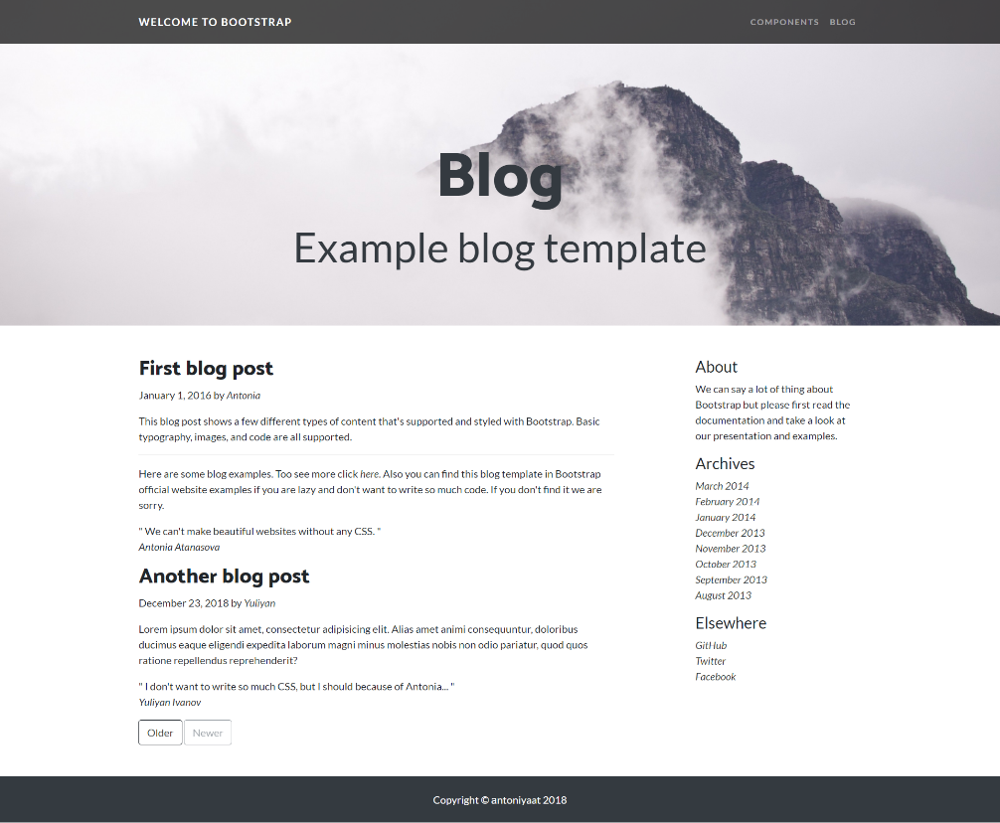 WELCOME TO BOOTSTRAP
COMPONENTS BLOG
Blog
Example blog template
First blog post
January 1, 2016 by Antonia
This blog post shows a few different types of content that's supported and styled with Bootstrap. Basic
typography, images, and code are all supported.
Here are some blog examples. Too see more click here. Also you can find this blog template in Bootstrap
official website examples if you are lazy and don't want to write so much code. If you don't find it we are
sorry.
" We can't make beautiful websites without any CSS. "
Antonia Atanasova
Another blog post
December 23, 2018 by Yuliyan
Lorem ipsum dolor sit amet, consectetur adipisicing elit. Alias amet animi consequuntur, doloribus
ducimus eaque eligendi expedita laborum magni minus molestias nobis non odio pariatur, quod quos
ratione repellendus reprehenderit?
" I don't want to write so much CSS, but I should because of Antonia... "
Yuliyan Ivanov
Older Newer
About
We can say a lot of thing about
Bootstrap but please first read the
documentation and take a look at
our presentation and examples.
Archives
March 2014
February 2014
January 2014
December 2013
November 2013
October 2013
September 2013
August 2013
Elsewhere
GitHub
Twitter
Facebook
Copyright © antoniyaat 2018